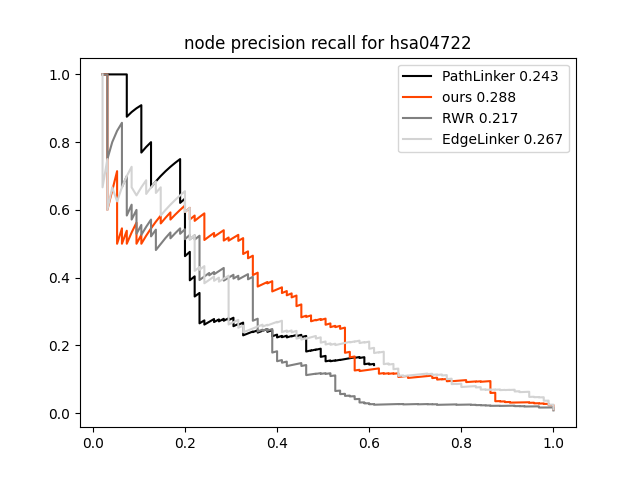 node precision recall for hsa04722
PathLinker 0.243
ours 0.288
RWR 0.217
EdgeLinker 0.267
1.0
0.8
0.6
0.4
0.2
0.0
0.0 0.2 0.4 0.6 0.8 1.0